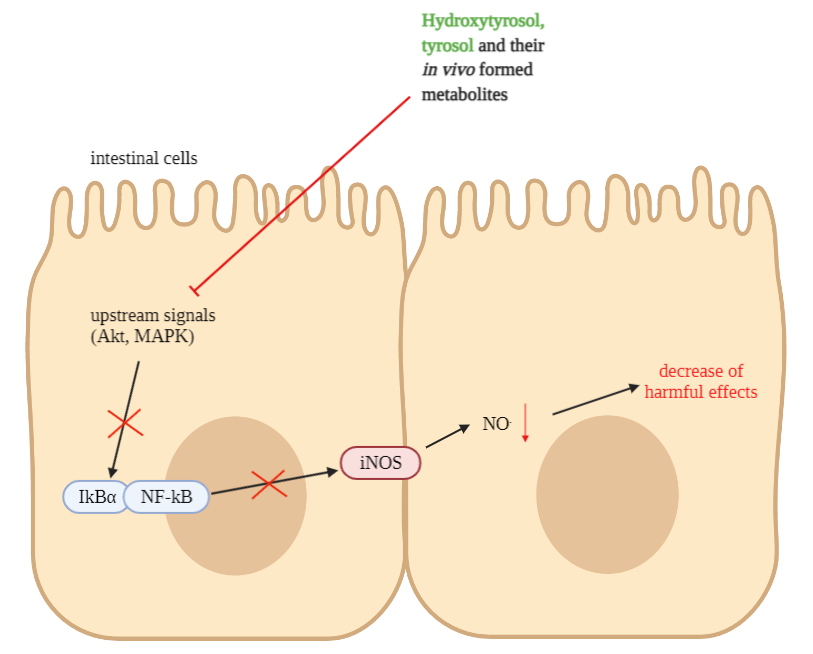 Hydroxytyrosol,
tyrosol and their
in vivo formed
metabolites
intestinal cells
upstream signals
(Akt, MAPK)
decrease of
harmful effects
NO·
iNOS
IkBα
NF-kB